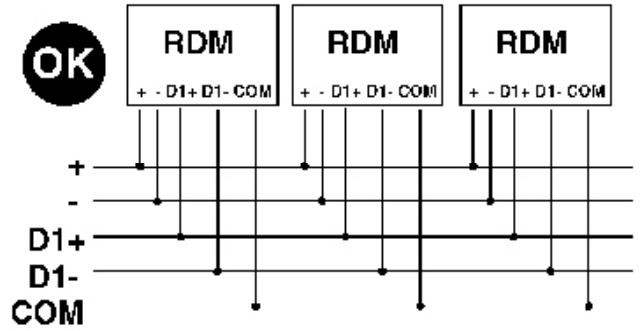 OK
RDM RDM RDM
+ - D1+ D1- COM + - D1+ D1- COM + - D1+ D1- COM
+
-
D1+
D1-
COM